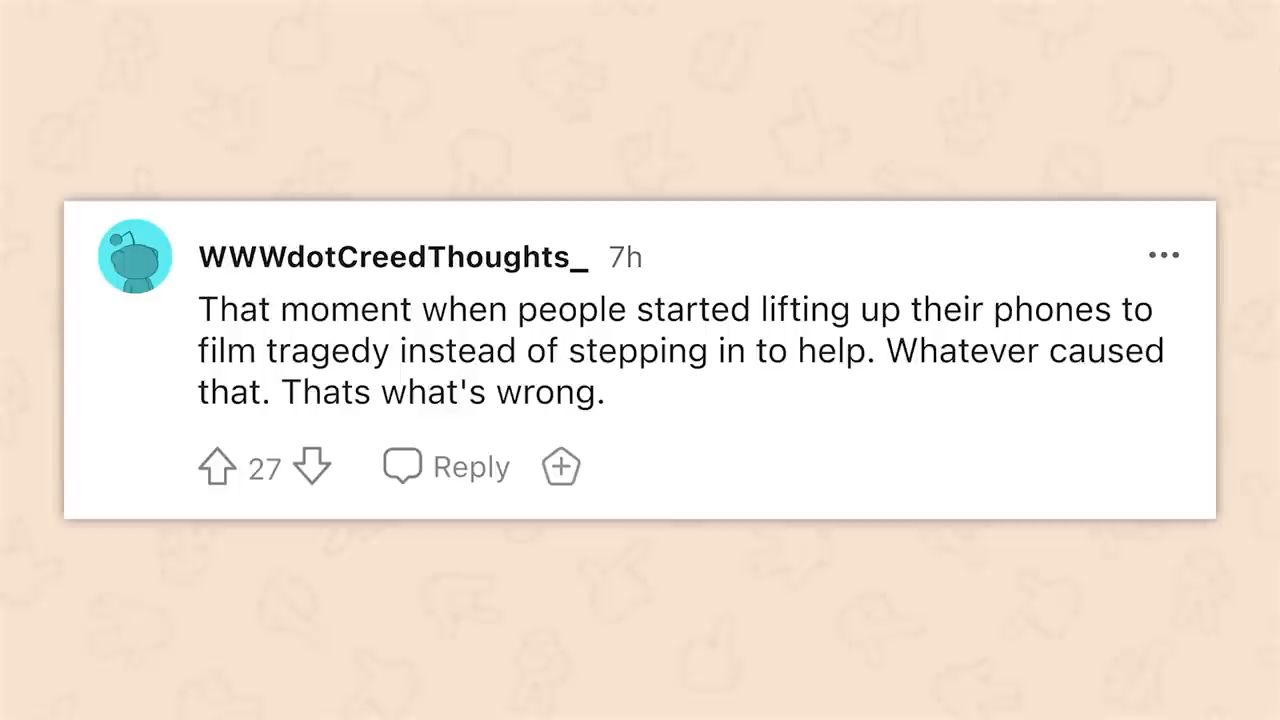 WWWdotCreedThoughts_ 7h
That moment when people started lifting up their phones to
film tragedy instead of stepping in to help. Whatever caused
that. Thats what's wrong.
27 Reply